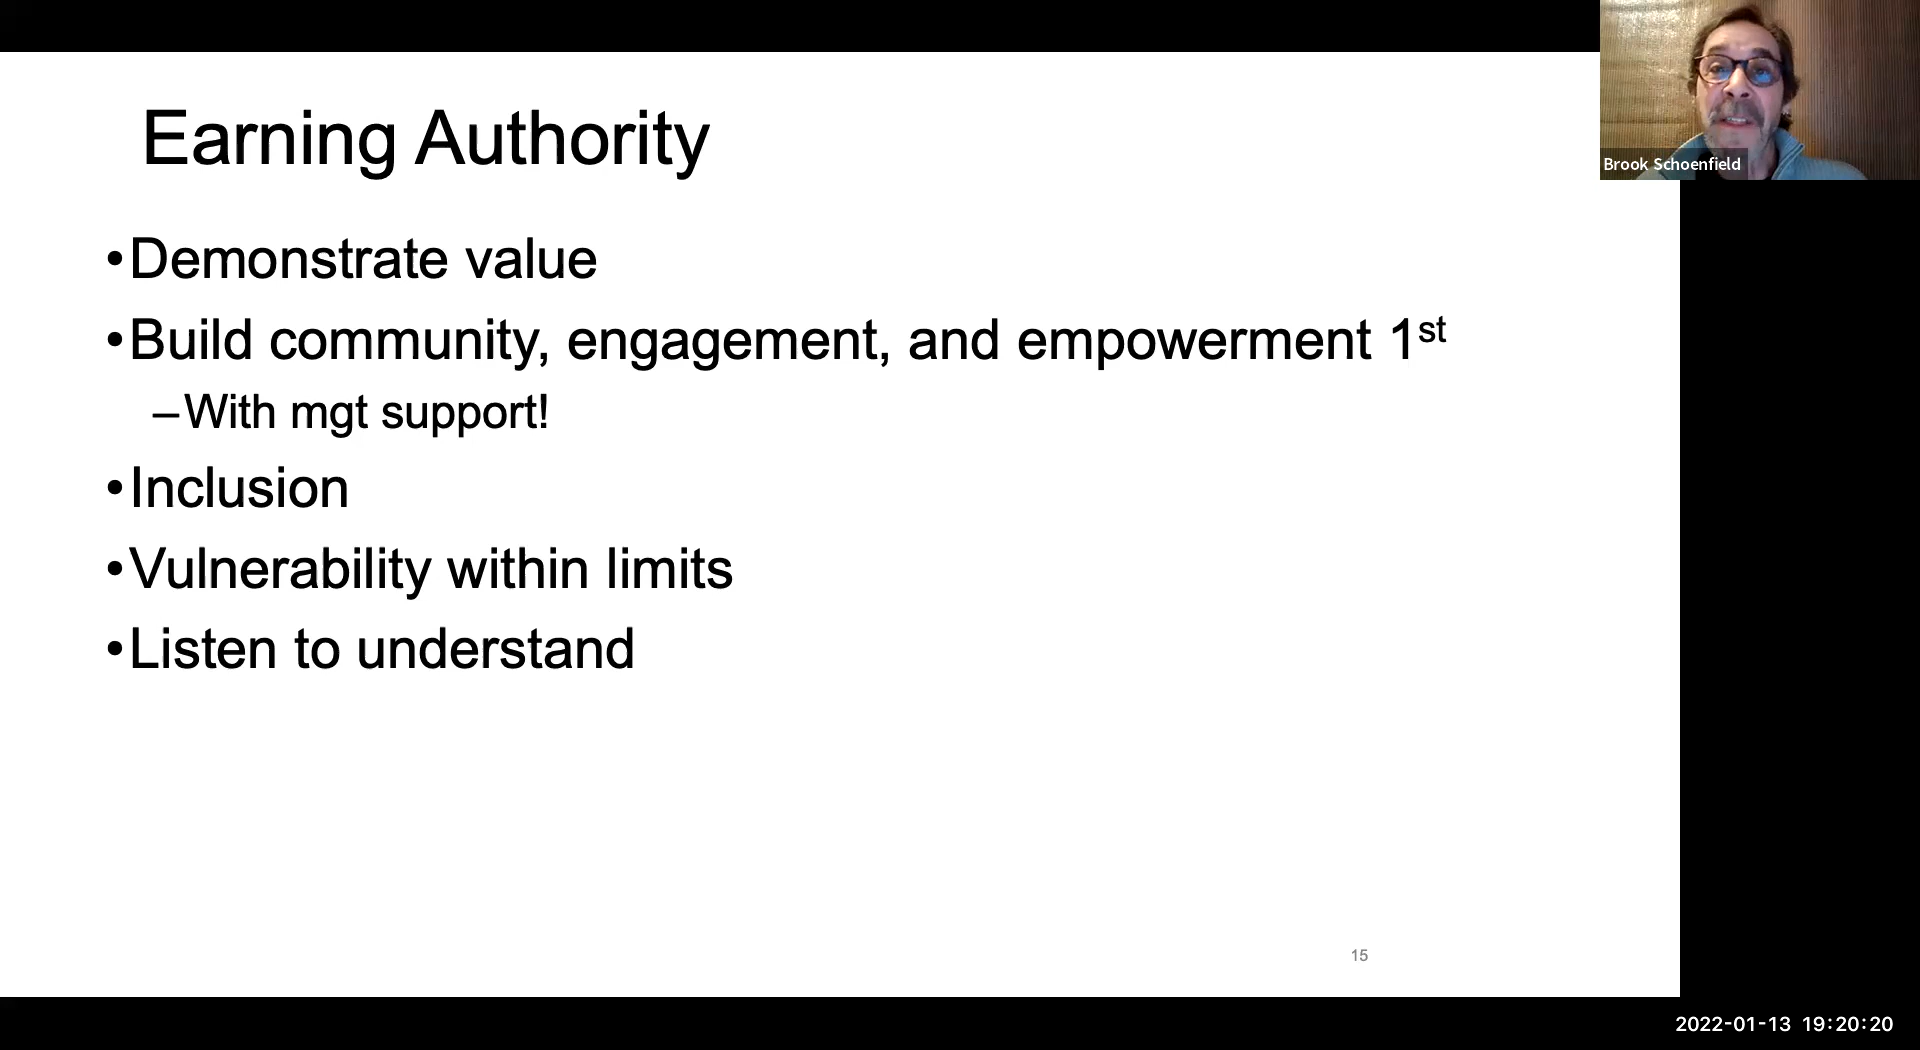 Earning Authority
•Demonstrate value
•Build community, engagement, and empowerment 1st
–With mgt support!
•Inclusion
•Vulnerability within limits
•Listen to understand
15
Brook Schoenfield
2022-01-13 19:20:20